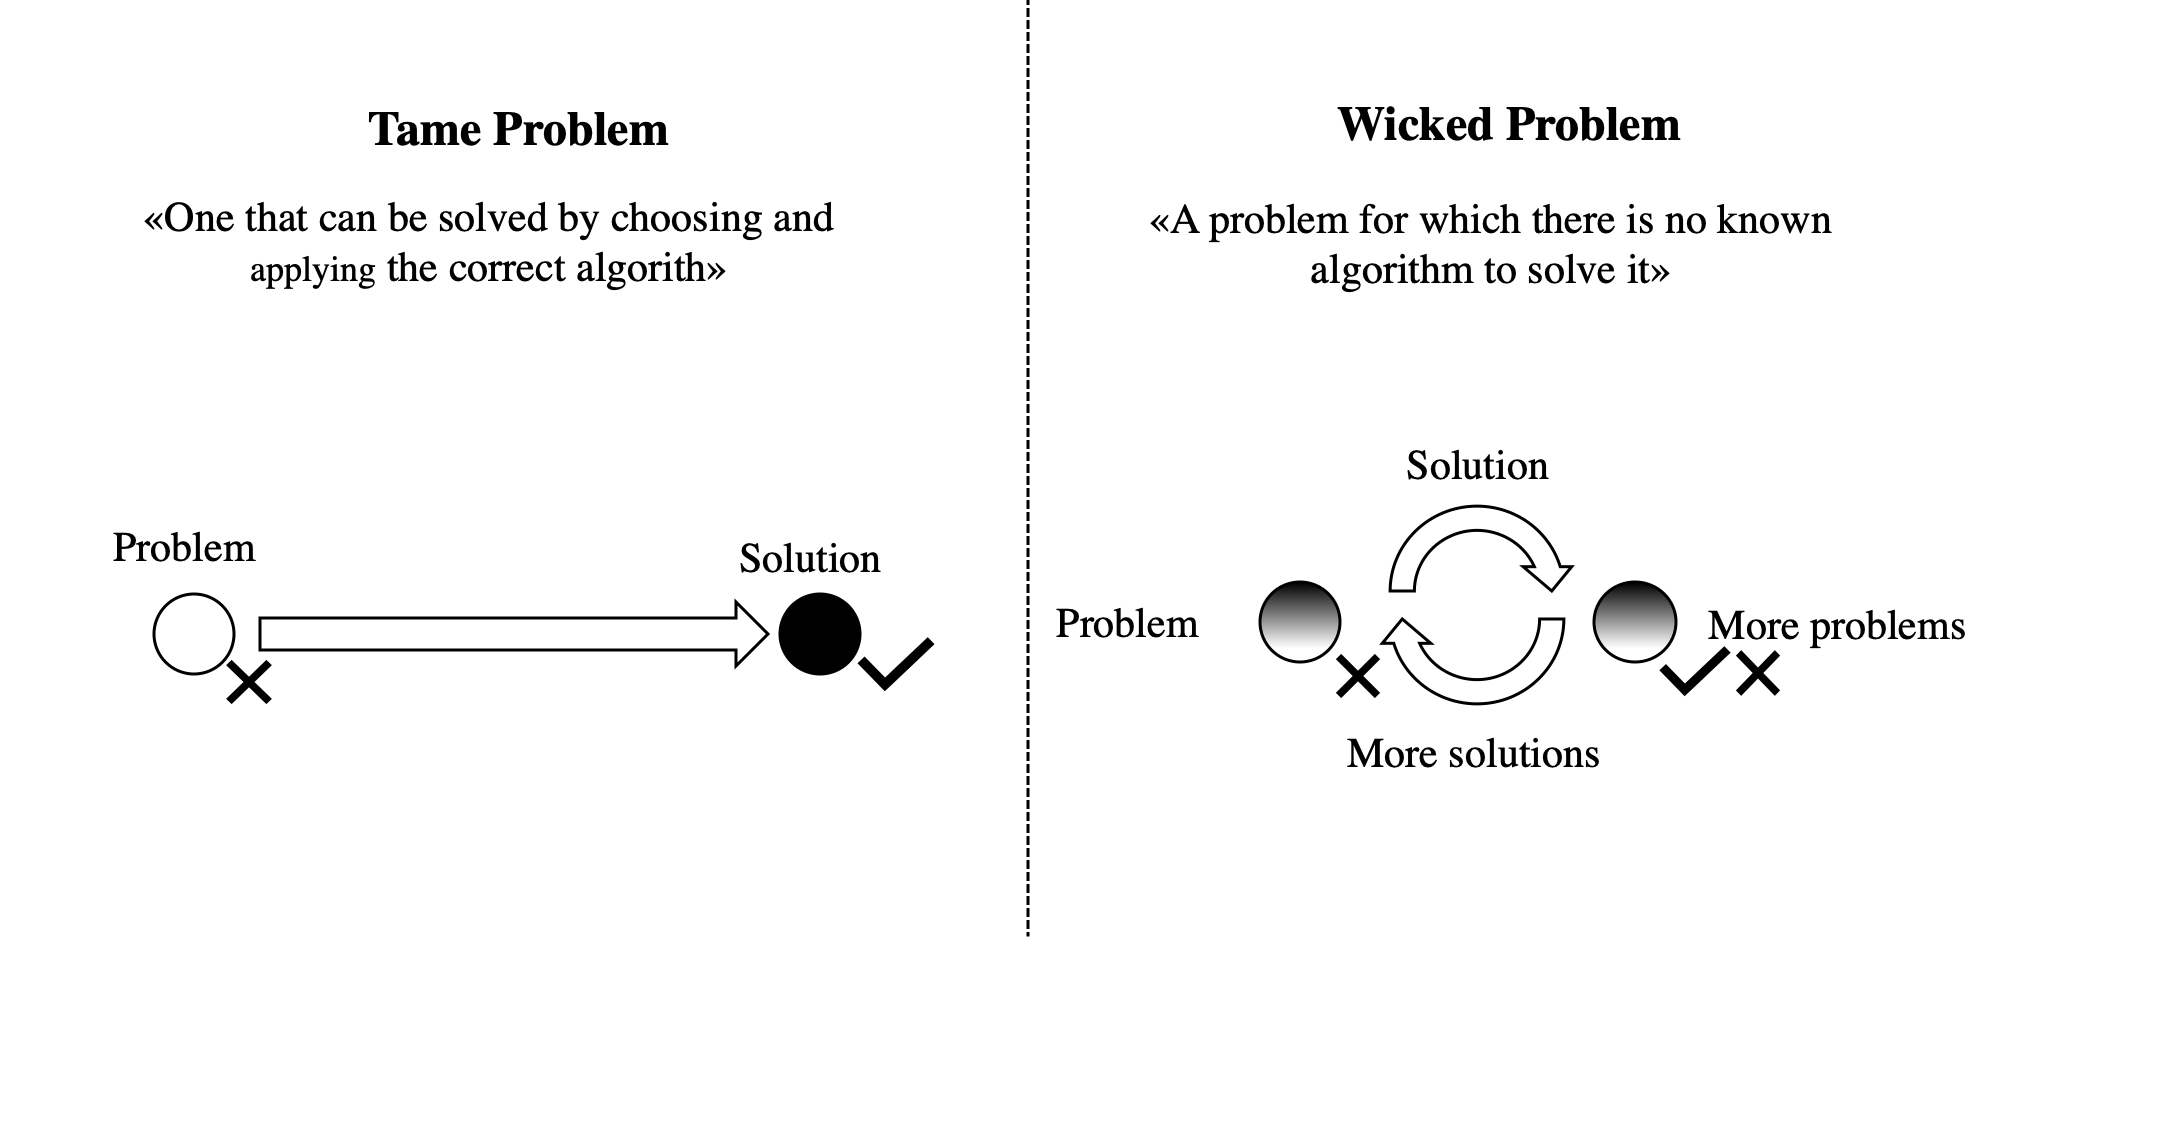 Tame Problem
«One that can be solved by choosing and
applying the correct algorith»
Problem
Solution
Wicked Problem
«A problem for which there is no known
algorithm to solve it»
Solution
Problem
More problems
More solutions